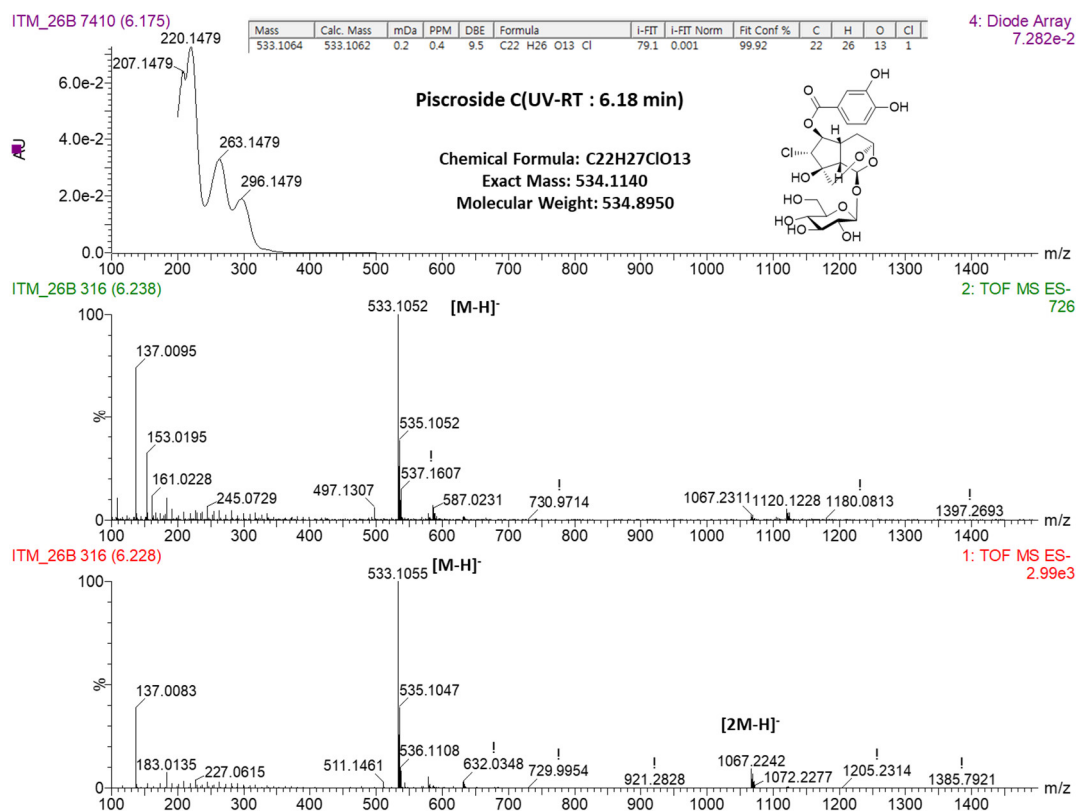 ITM_26B 7410 (6.175)
4: Diode Array
7.282e-2
Mass Calc. Mass mDa PPM DBE Formula i-FIT i-FIT Norm Fit Conf % C H O Cl
533.1064 533.1062 0.2 0.4 9.5 C22 H26 O13 Cl 79.1 0.001 99.92 22 26 13 1
220.1479
207.1479
263.1479
296.1479
AU
6.0e-2
4.0e-2
2.0e-2
0.0
Piscroside C(UV-RT : 6.18 min)
Chemical Formula: C22H27ClO13
Exact Mass: 534.1140
Molecular Weight: 534.8950
OH
O
OH
O
H
Cl
O
O
HO
H
O
HO
O
HO
HO
OH
100 200 300 400 500 600 700 800 900 1000 1100 1200 1300 1400 m/z
ITM_26B 316 (6.238)
2: TOF MS ES-
726
533.1052
[M-H]-
100
%
0
137.0095
153.0195
161.0228
245.0729
497.1307
535.1052
!
537.1607
587.0231
!
730.9714
1067.2311
1120.1228
!
1180.0813
!
1397.2693
100 200 300 400 500 600 700 800 900 1000 1100 1200 1300 1400 m/z
ITM_26B 316 (6.228)
1: TOF MS ES-
2.99e3
533.1055
[M-H]-
100
%
0
137.0083
183.0135
227.0615
511.1461
535.1047
536.1108
!
632.0348
!
729.9954
!
921.2828
[2M-H]-
1067.2242
1072.2277
!
1205.2314
!
1385.7921
100 200 300 400 500 600 700 800 900 1000 1100 1200 1300 1400 m/z